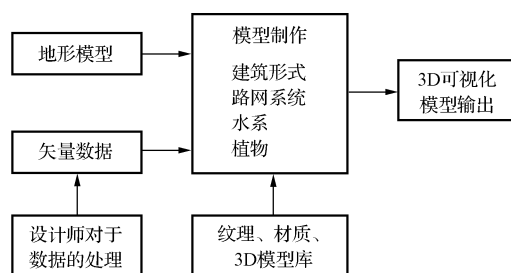 地形模型
矢量数据
设计师对于
数据的处理
模型制作
建筑形式
路网系统
水系
植物
纹理、材质、
3D模型库
3D可视化
模型输出